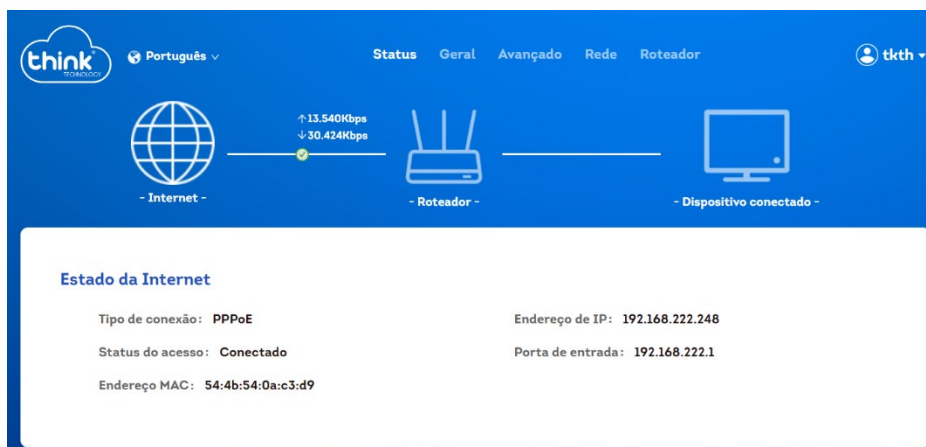 think
TECHNOLOGY
Português
Status Geral Avançado Rede Roteador
tkth
↑13.540Kbps
↓30.424Kbps
- Internet -
- Roteador -
- Dispositivo conectado -
Estado da Internet
Tipo de conexão: PPPoE
Endereço de IP: 192.168.222.248
Status do acesso: Conectado
Porta de entrada: 192.168.222.1
Endereço MAC: 54:4b:54:0a:c3:d9